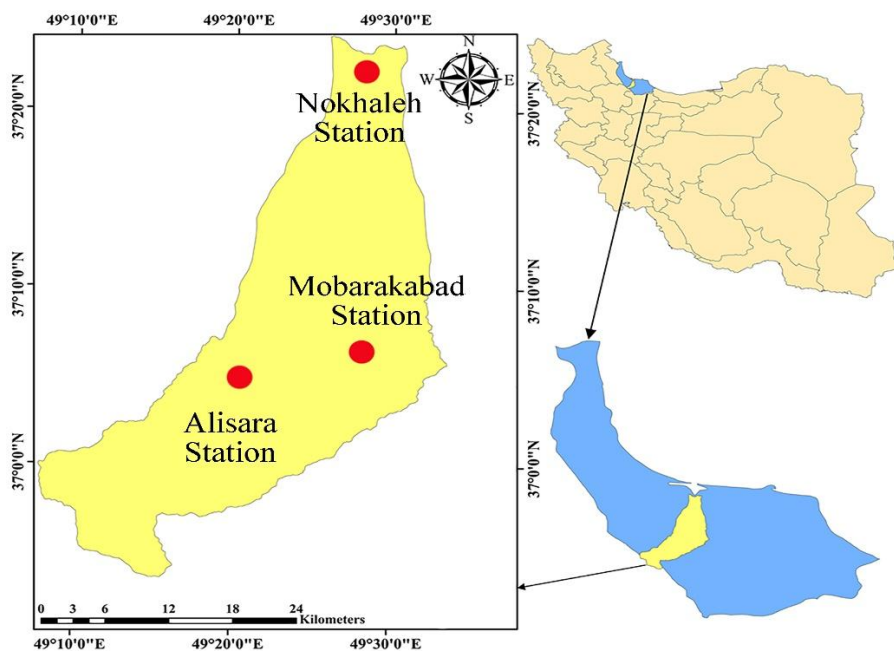 49°10'0"E 49°20'0"E 49°30'0"E
N
W E
S
37°20'0"N
37°20'0"N
Nokhaleh
Station
37°10'0"N
37°10'0"N
Mobarakabad
Station
Alisara
Station
37°0'0"N
37°0'0"N
0 3 6 12 18 24
Kilometers
49°10'0"E 49°20'0"E 49°30'0"E